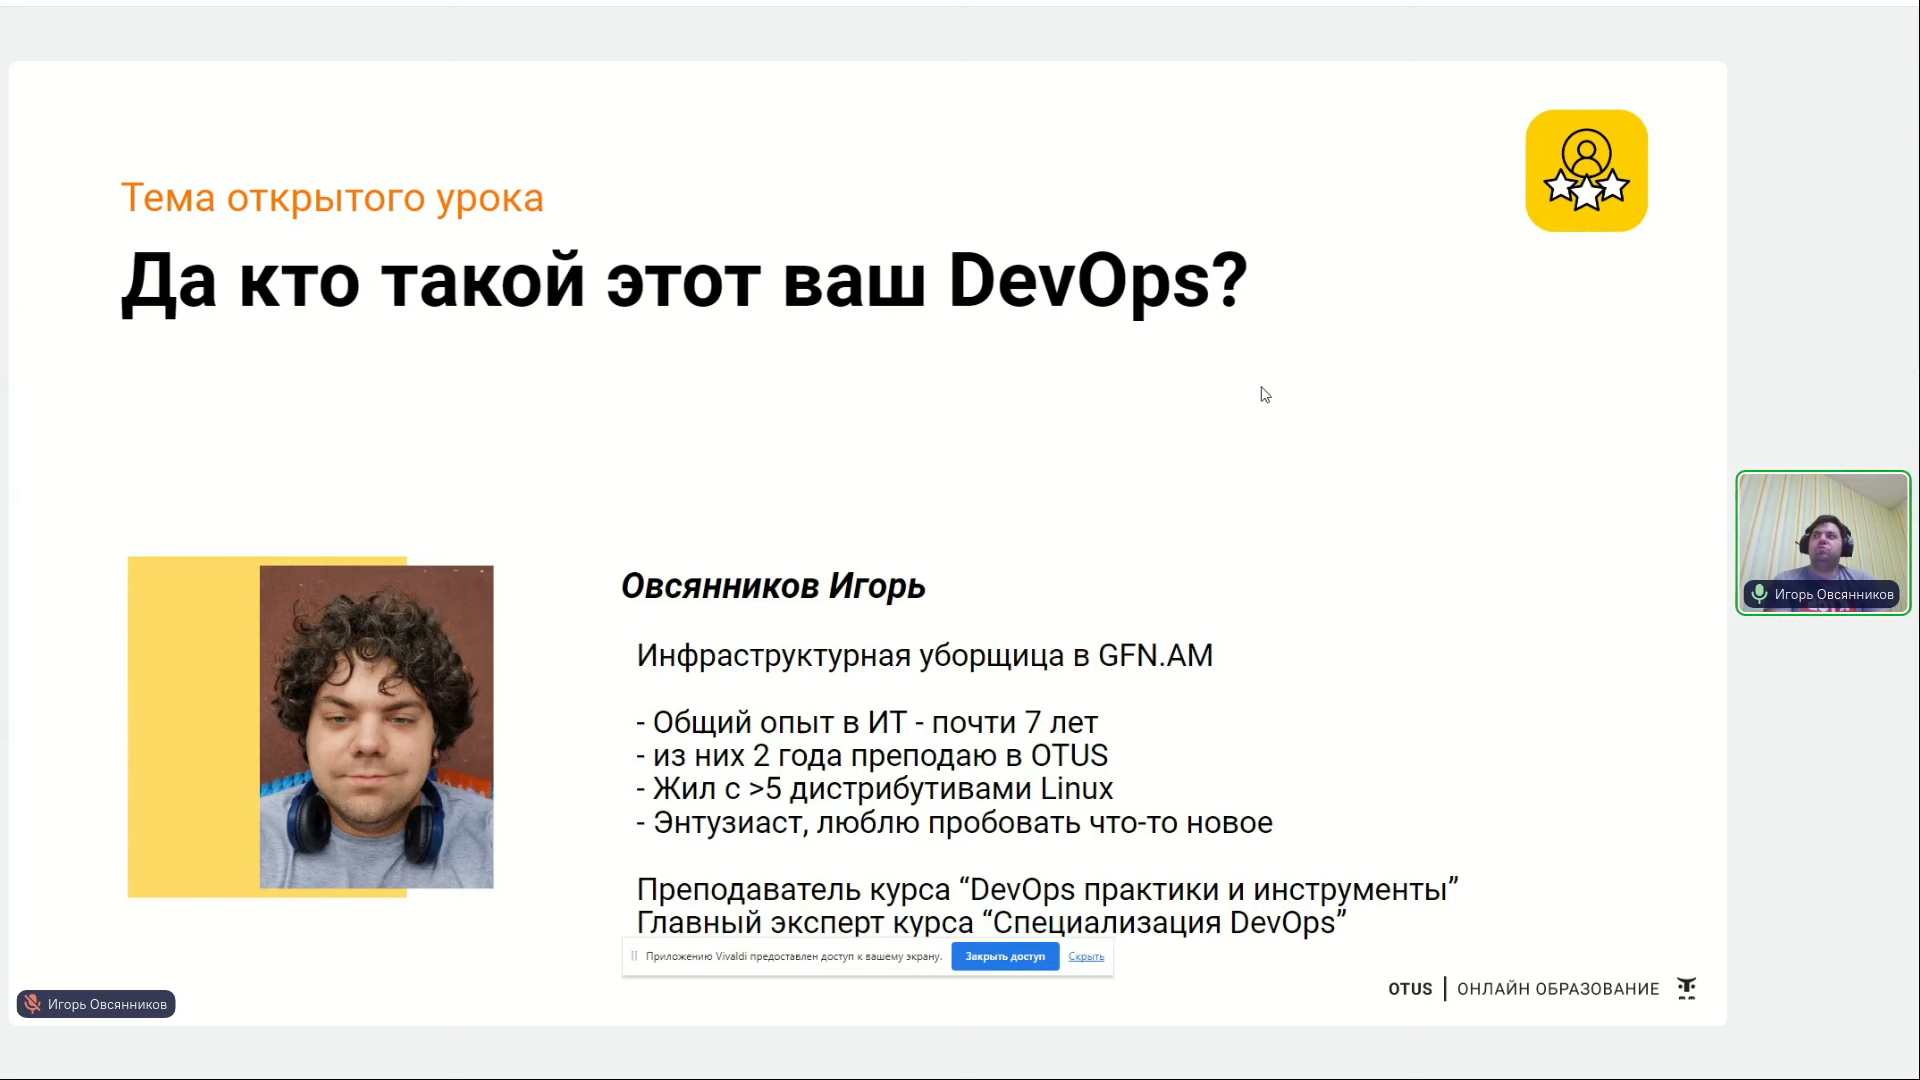 Тема открытого урока
Да кто такой этот ваш DevOps?
Овсянников Игорь
Инфраструктурная уборщица в GFN.AM
- Общий опыт в ИТ - почти 7 лет
- из них 2 года преподаю в OTUS
- Жил с >5 дистрибутивами Linux
- Энтузиаст, люблю пробовать что-то новое
Преподаватель курса “DevOps практики и инструменты”
Главный эксперт курса “Специализация DevOps”
Приложению Vivaldi предоставлен доступ к вашему экрану. Закрыть доступ Скрыть
OTUS | ОНЛАЙН ОБРАЗОВАНИЕ
Игорь Овсянников
Игорь Овсянников